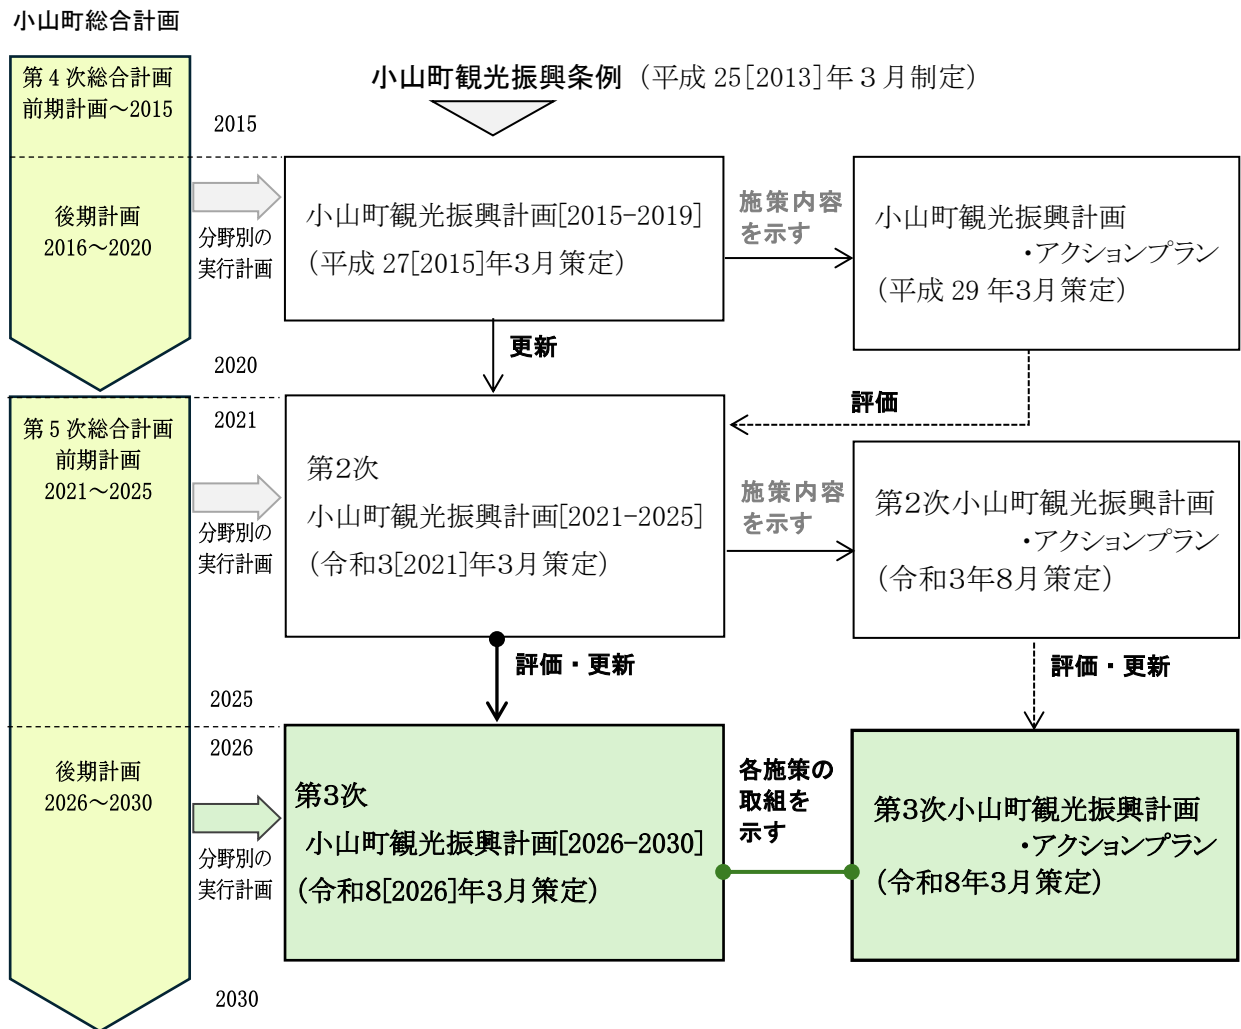 小山町総合計画
第４次総合計画
前期計画～2015
小山町観光振興条例（平成 25[2013]年３月制定）
2015
後期計画
2016～2020
分野別の
実行計画
小山町観光振興計画[2015-2019]
（平成 27[2015]年３月策定）
施策内容
を示す
小山町観光振興計画
・アクションプラン
（平成 29 年３月策定）
更新
2020
評価
2021
第５次総合計画
前期計画
2021～2025
分野別の
実行計画
第２次
小山町観光振興計画[2021-2025]
（令和３[2021]年３月策定）
施策内容
を示す
第２次小山町観光振興計画
・アクションプラン
（令和３年８月策定）
評価・更新
評価・更新
2025
2026
後期計画
2026～2030
分野別の
実行計画
第３次
小山町観光振興計画[2026-2030]
（令和８[2026]年３月策定）
各施策の
取組を
示す
第３次小山町観光振興計画
・アクションプラン
（令和８年３月策定）
2030